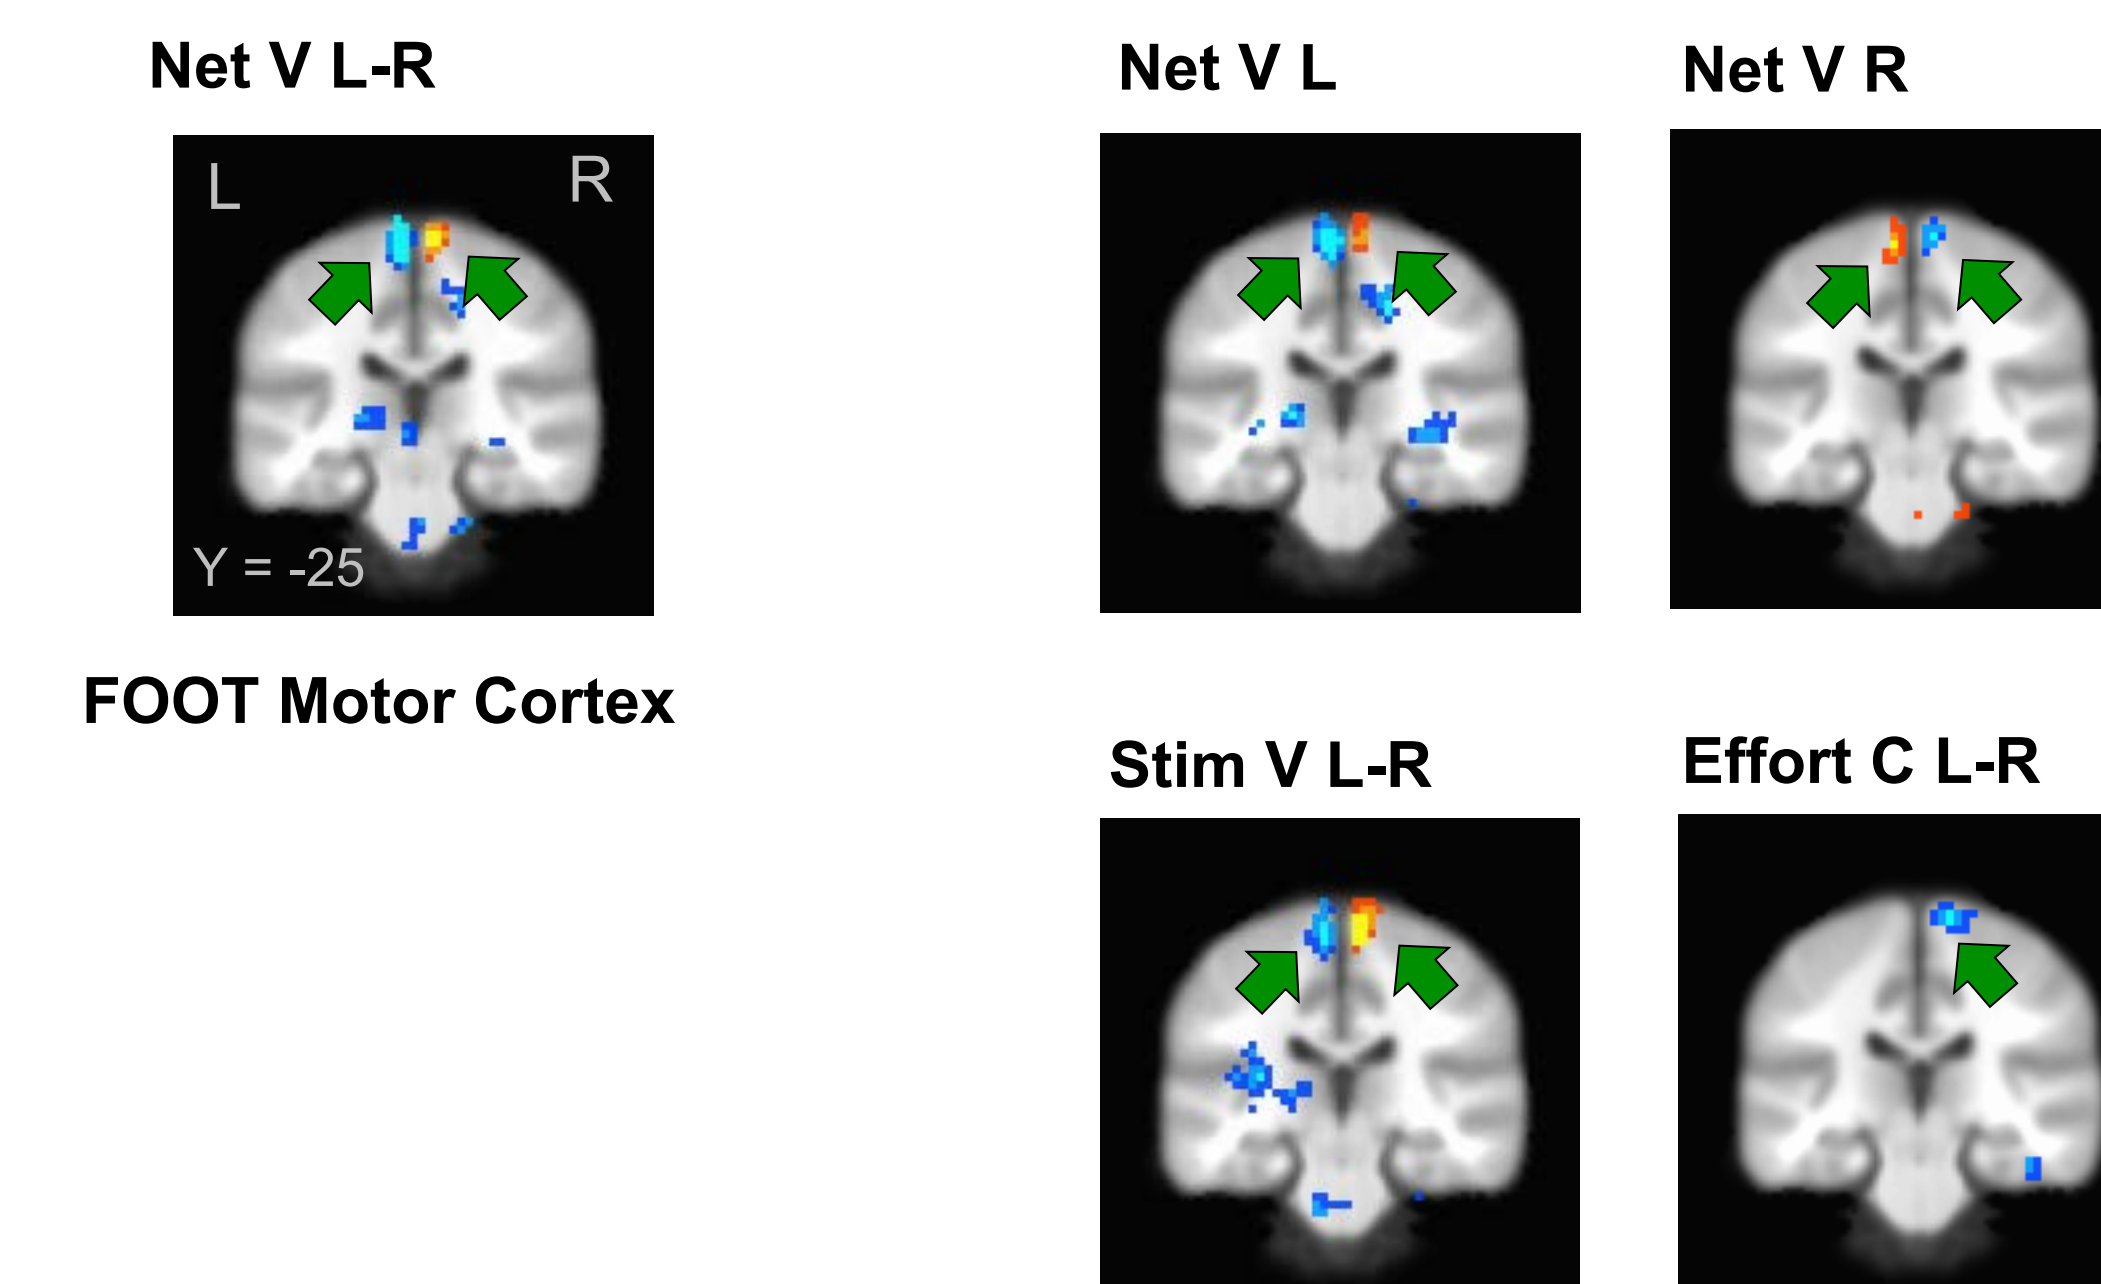 Net V L-R
Net V L
Net V R
L
R
Y = -25
FOOT Motor Cortex
Stim V L-R
Effort C L-R